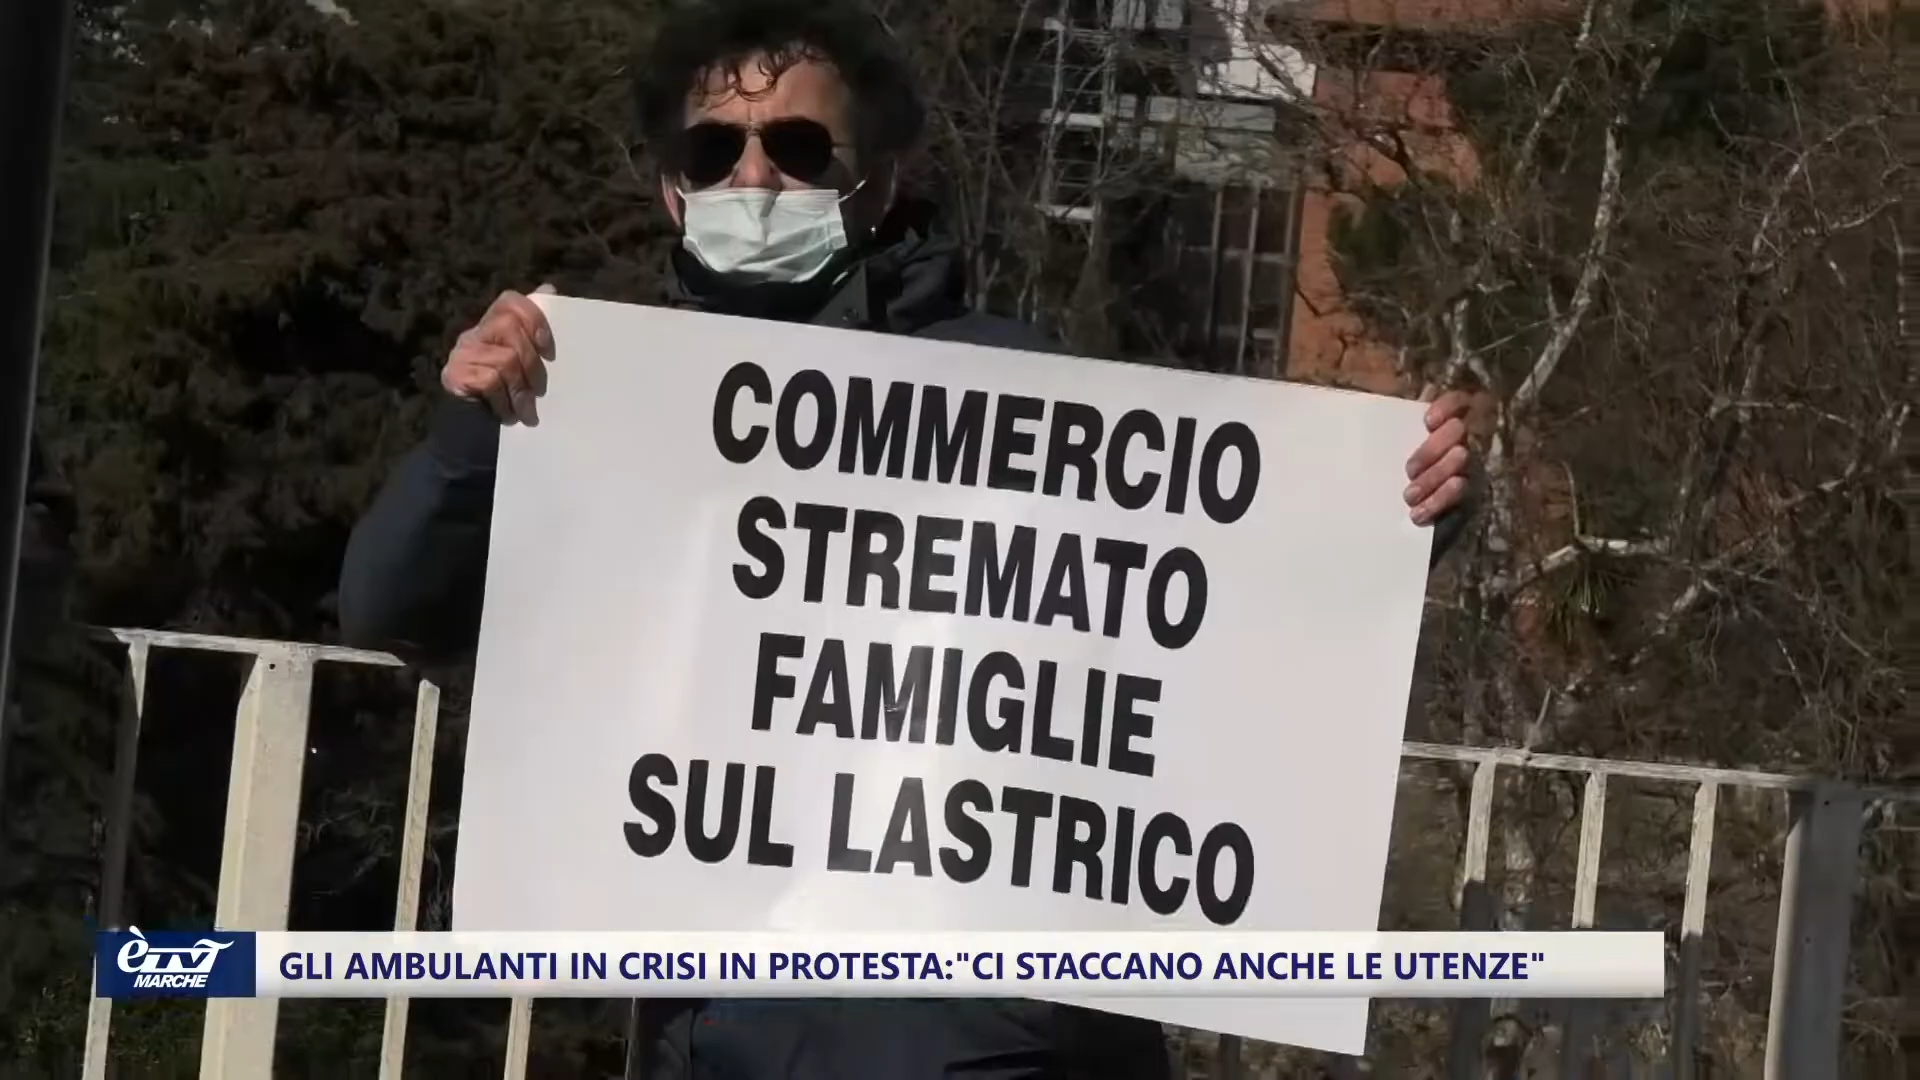 COMMERCIO
STREMATO
FAMIGLIE
SUL LASTRICO
èTV
MARCHE
GLI AMBULANTI IN CRISI IN PROTESTA:"CI STACCANO ANCHE LE UTENZE"